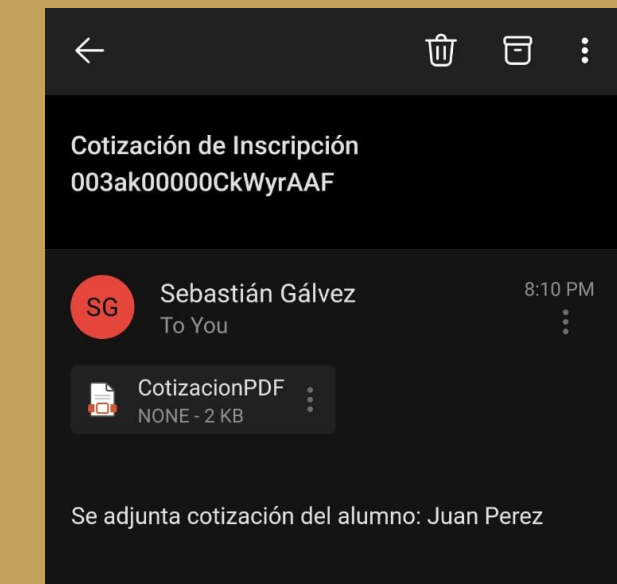 Cotización de Inscripción
003ak00000CkWyrAAF
SG
Sebastián Gálvez
8:10 PM
To You
CotizacionPDF
NONE - 2 KB
Se adjunta cotización del alumno: Juan Perez